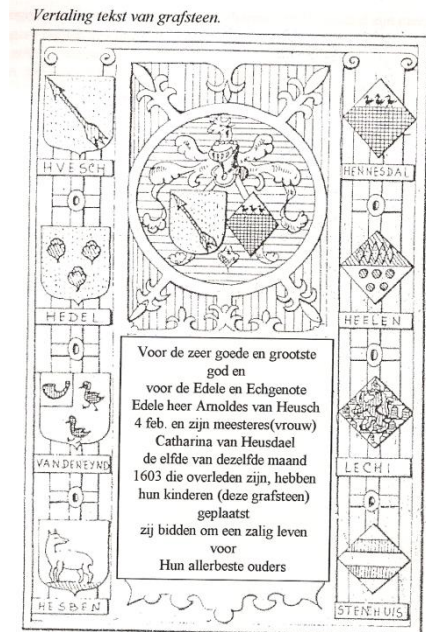 Vertaling tekst van grafsteen.
HVESCH
HENNESDAL
HEDEL
HEELEN
VANDENEYND
LECHI
HESBEN
STENHUIS
Voor de zeer goede en grootste
god en
voor de Edele en Echgenote
Edele heer Arnoldes van Heusch
4 feb. en zijn meesteres(vrouw)
Catharina van Heusdael
de elfde van dezelfde maand
1603 die overleden zijn, hebben
hun kinderen (deze grafsteen)
geplaatst
zij bidden om een zalig leven
voor
Hun allerbeste ouders